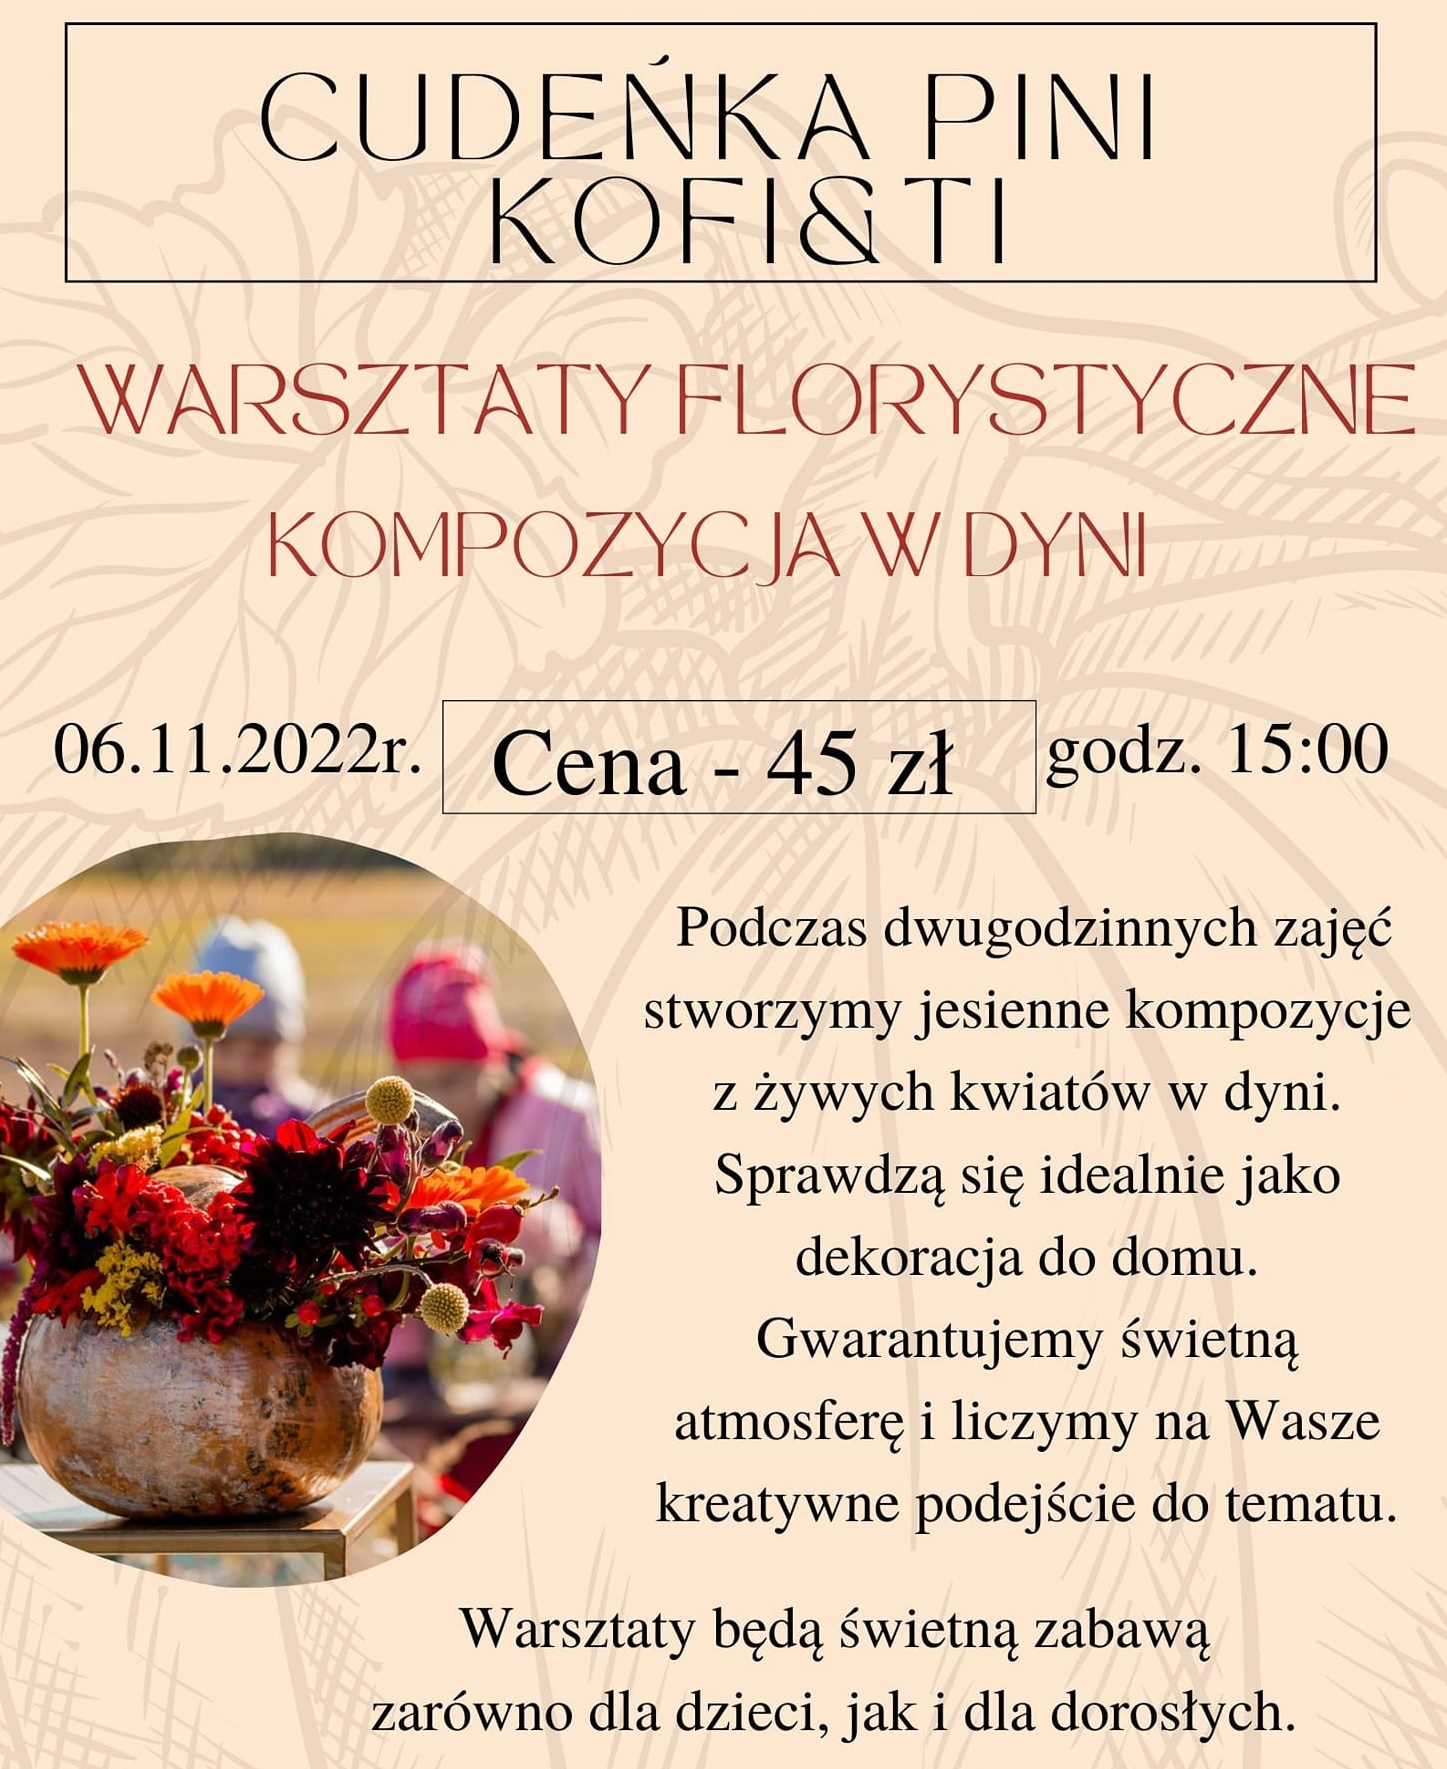 CUDEŃKA PINI
KOFI&TI
WARSZTATY FLORYSTYCZNE
KOMPOZYCJA W DYNI
06.11.2022r.
Cena - 45 zł
godz. 15:00
Podczas dwugodzinnych zajęć
stworzymy jesienne kompozycje
z żywych kwiatów w dyni.
Sprawdzą się idealnie jako
dekoracja do domu.
Gwarantujemy świetną
atmosferę i liczymy na Wasze
kreatywne podejście do tematu.
Warsztaty będą świetną zabawą
zarówno dla dzieci, jak i dla dorosłych.